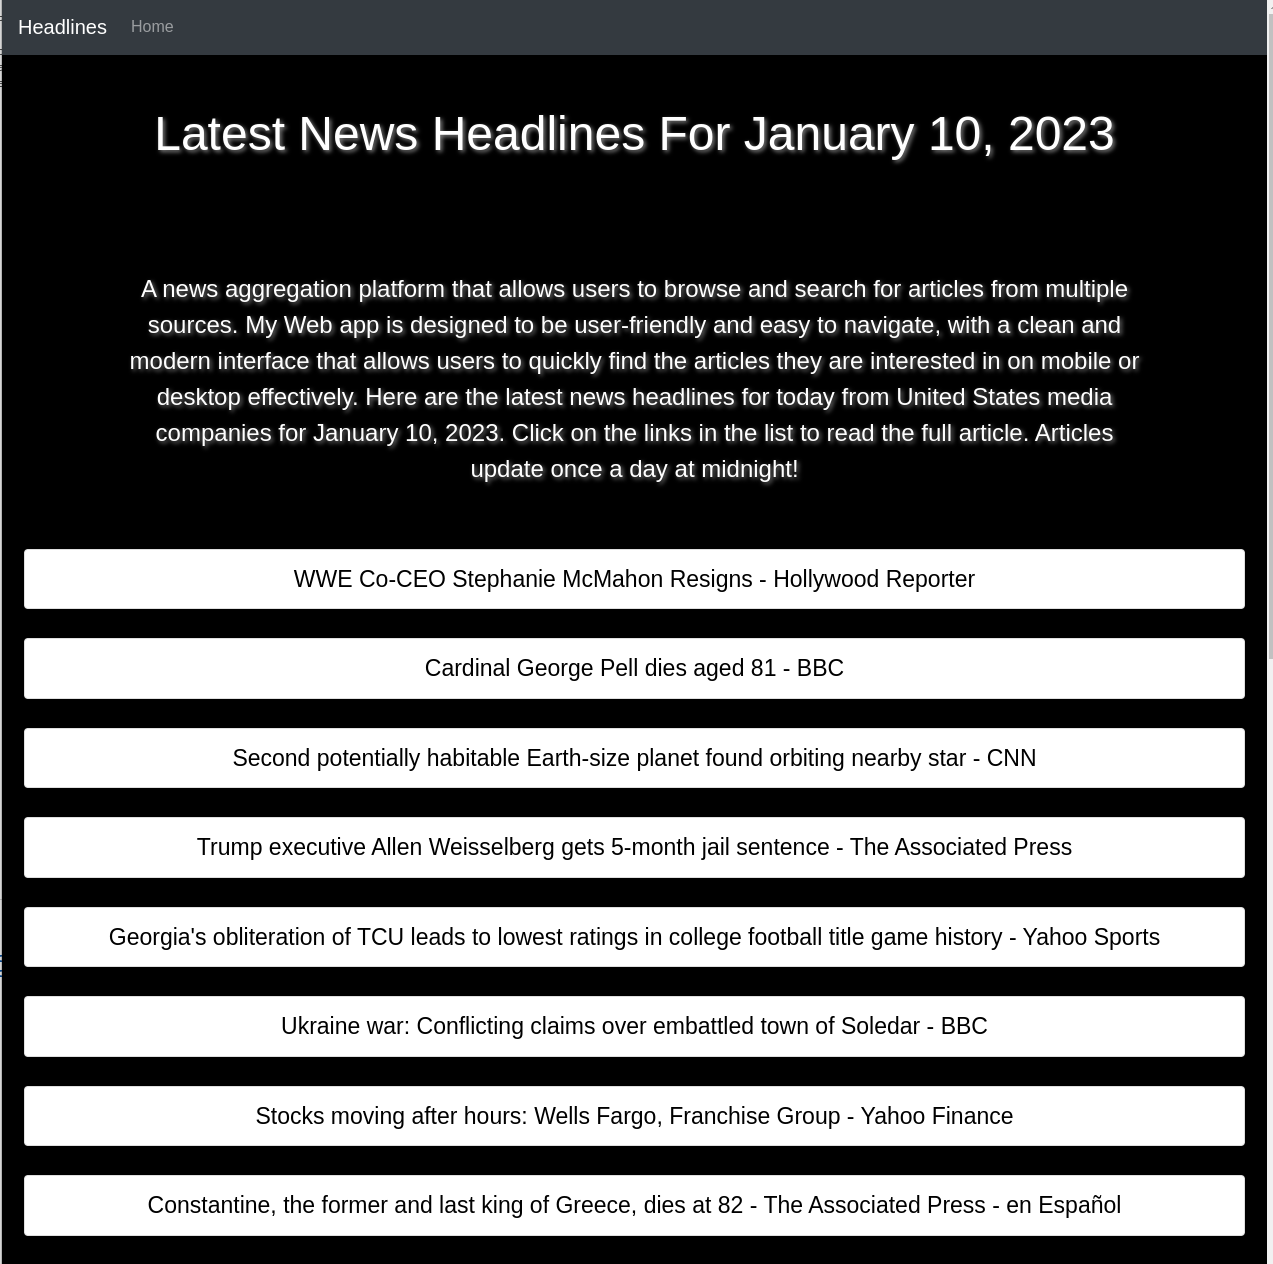 Headlines Home
Latest News Headlines For January 10, 2023
A news aggregation platform that allows users to browse and search for articles from multiple
sources. My Web app is designed to be user-friendly and easy to navigate, with a clean and
modern interface that allows users to quickly find the articles they are interested in on mobile or
desktop effectively. Here are the latest news headlines for today from United States media
companies for January 10, 2023. Click on the links in the list to read the full article. Articles
update once a day at midnight!
WWE Co-CEO Stephanie McMahon Resigns - Hollywood Reporter
Cardinal George Pell dies aged 81 - BBC
Second potentially habitable Earth-size planet found orbiting nearby star - CNN
Trump executive Allen Weisselberg gets 5-month jail sentence - The Associated Press
Georgia's obliteration of TCU leads to lowest ratings in college football title game history - Yahoo Sports
Ukraine war: Conflicting claims over embattled town of Soledar - BBC
Stocks moving after hours: Wells Fargo, Franchise Group - Yahoo Finance
Constantine, the former and last king of Greece, dies at 82 - The Associated Press - en Español